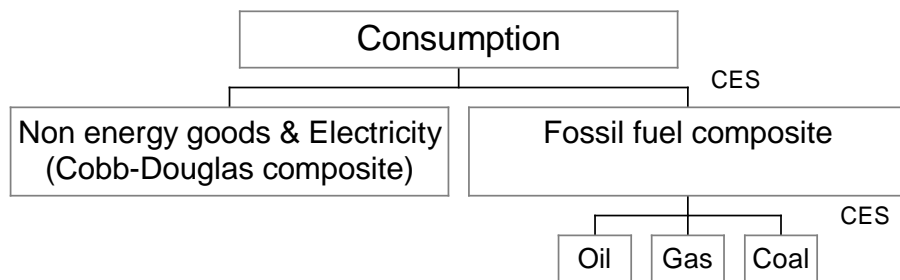 Consumption
CES
Non energy goods & Electricity
(Cobb-Douglas composite)
Fossil fuel composite
CES
Oil
Gas
Coal